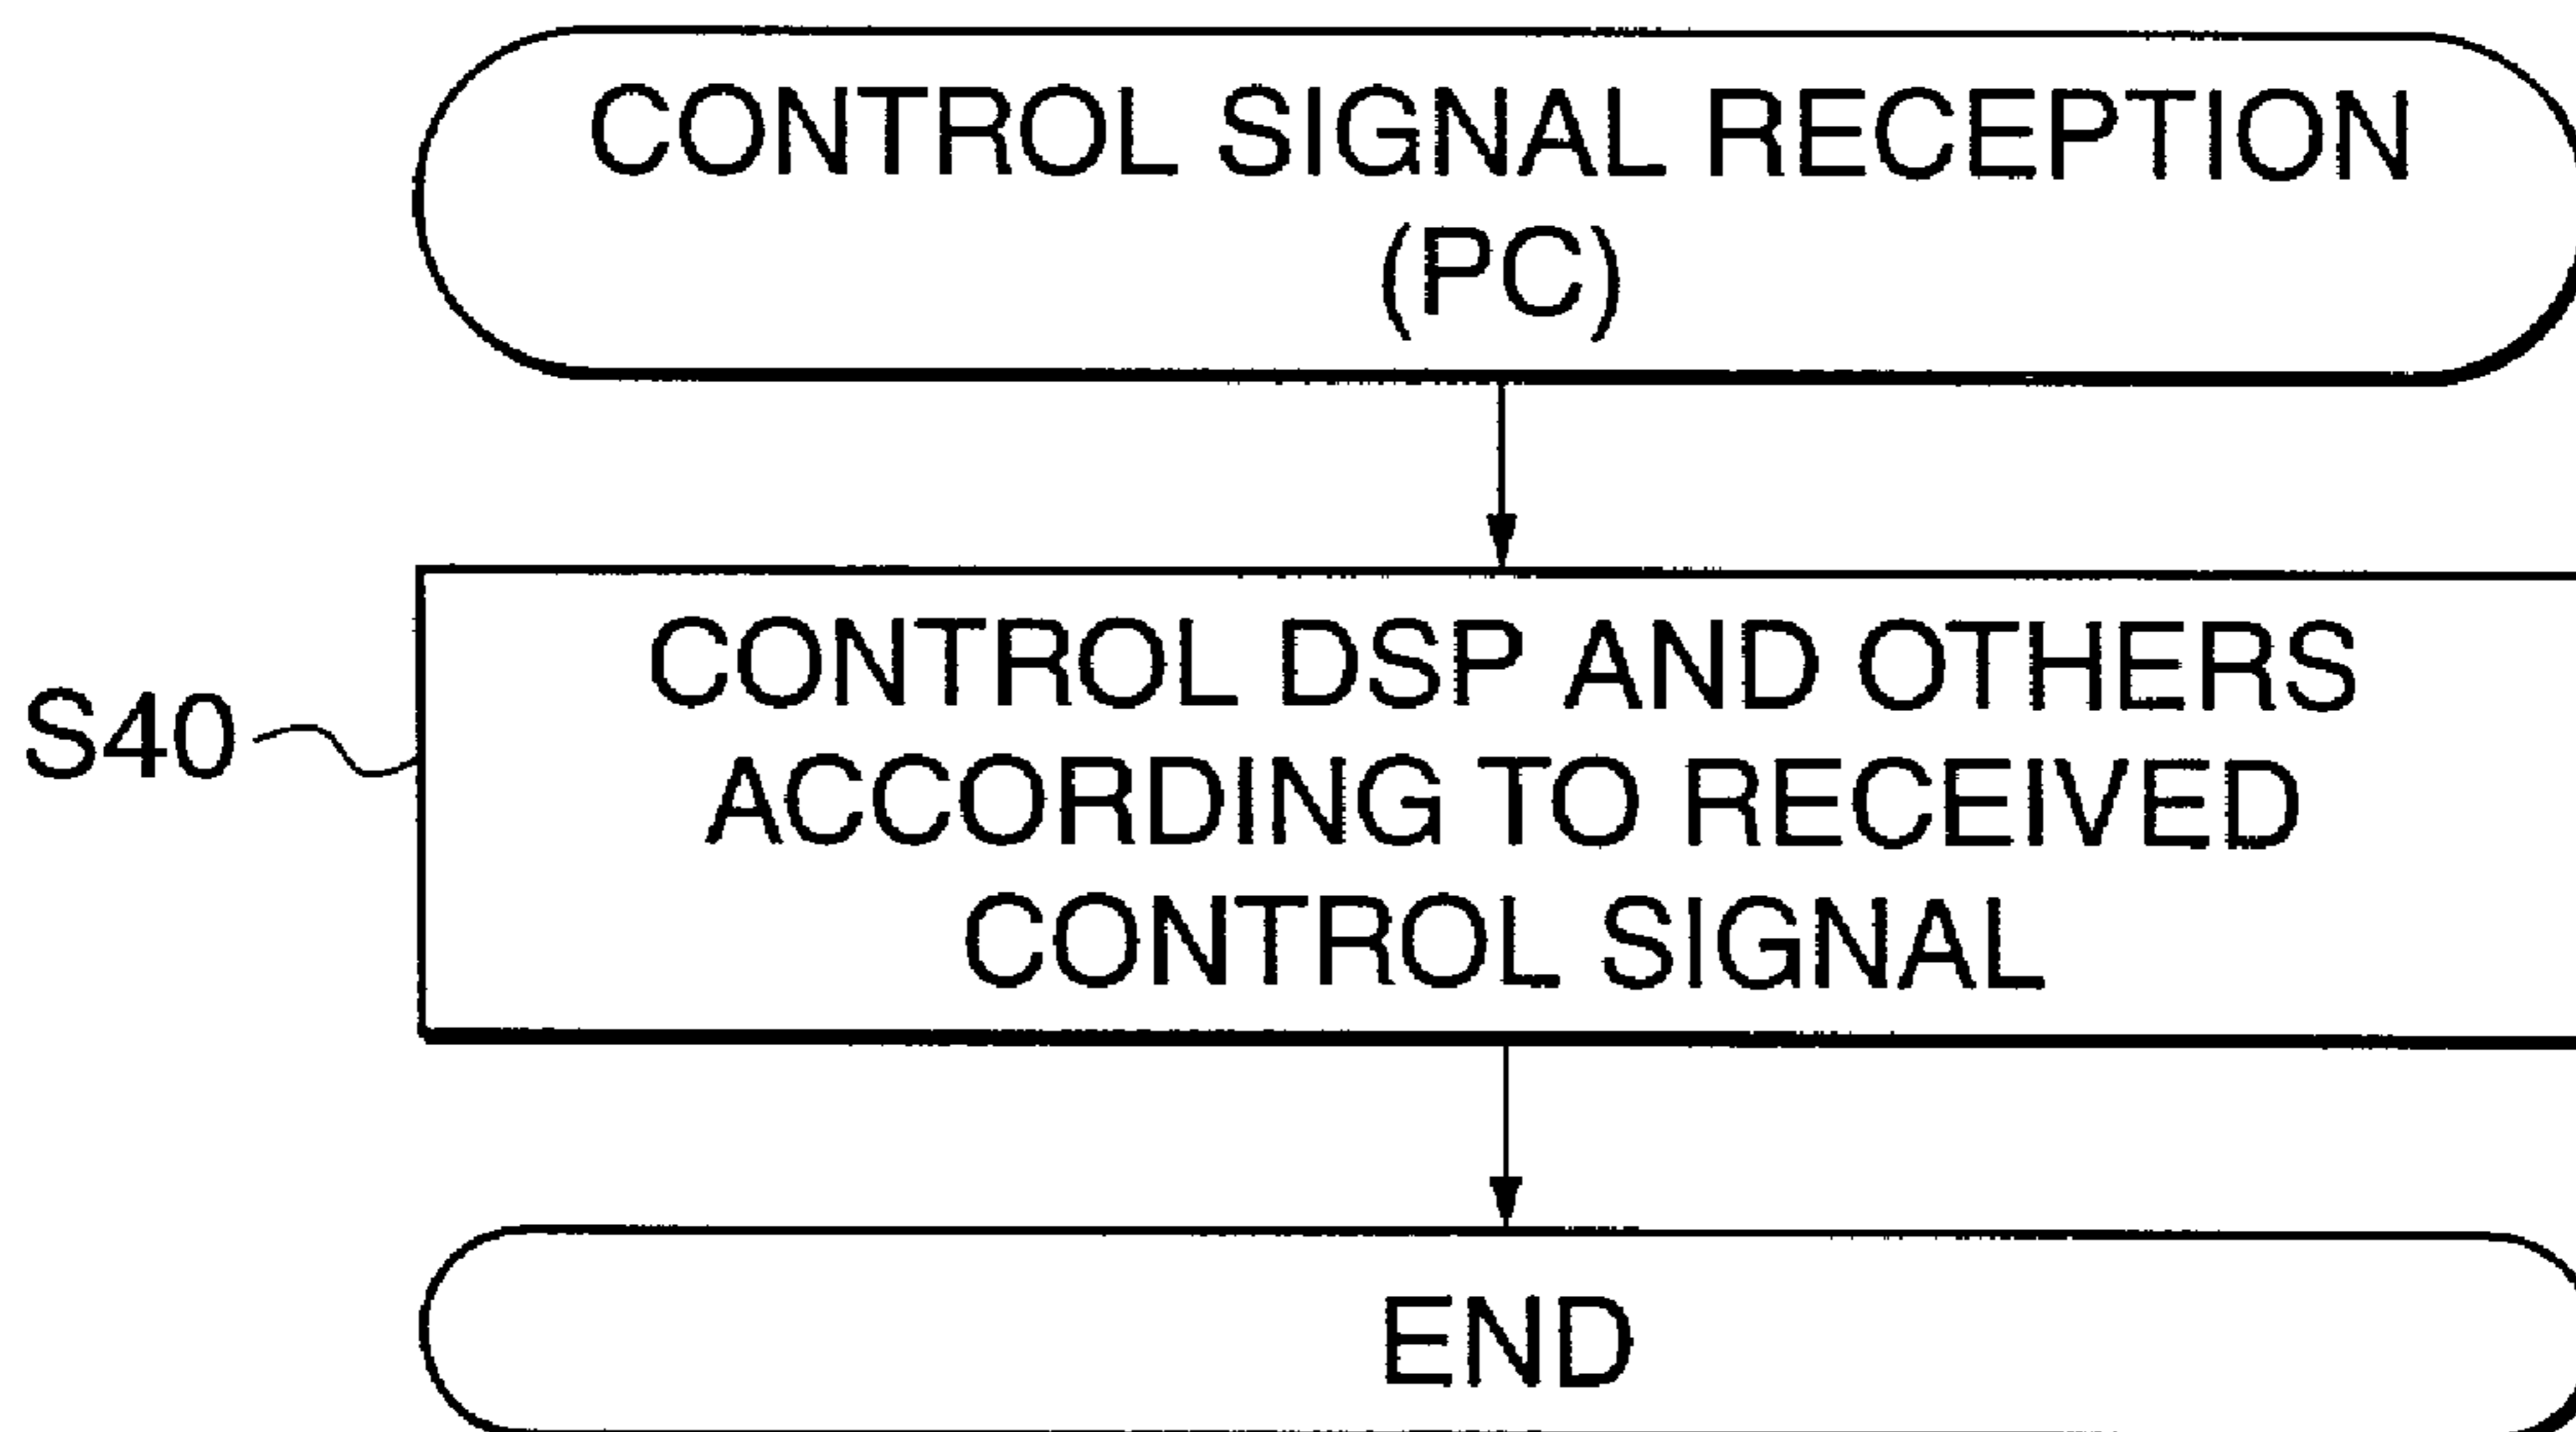 CONTROL SIGNAL RECEPTION
(PC)
S40
CONTROL DSP AND OTHERS
ACCORDING TO RECEIVED
CONTROL SIGNAL
END